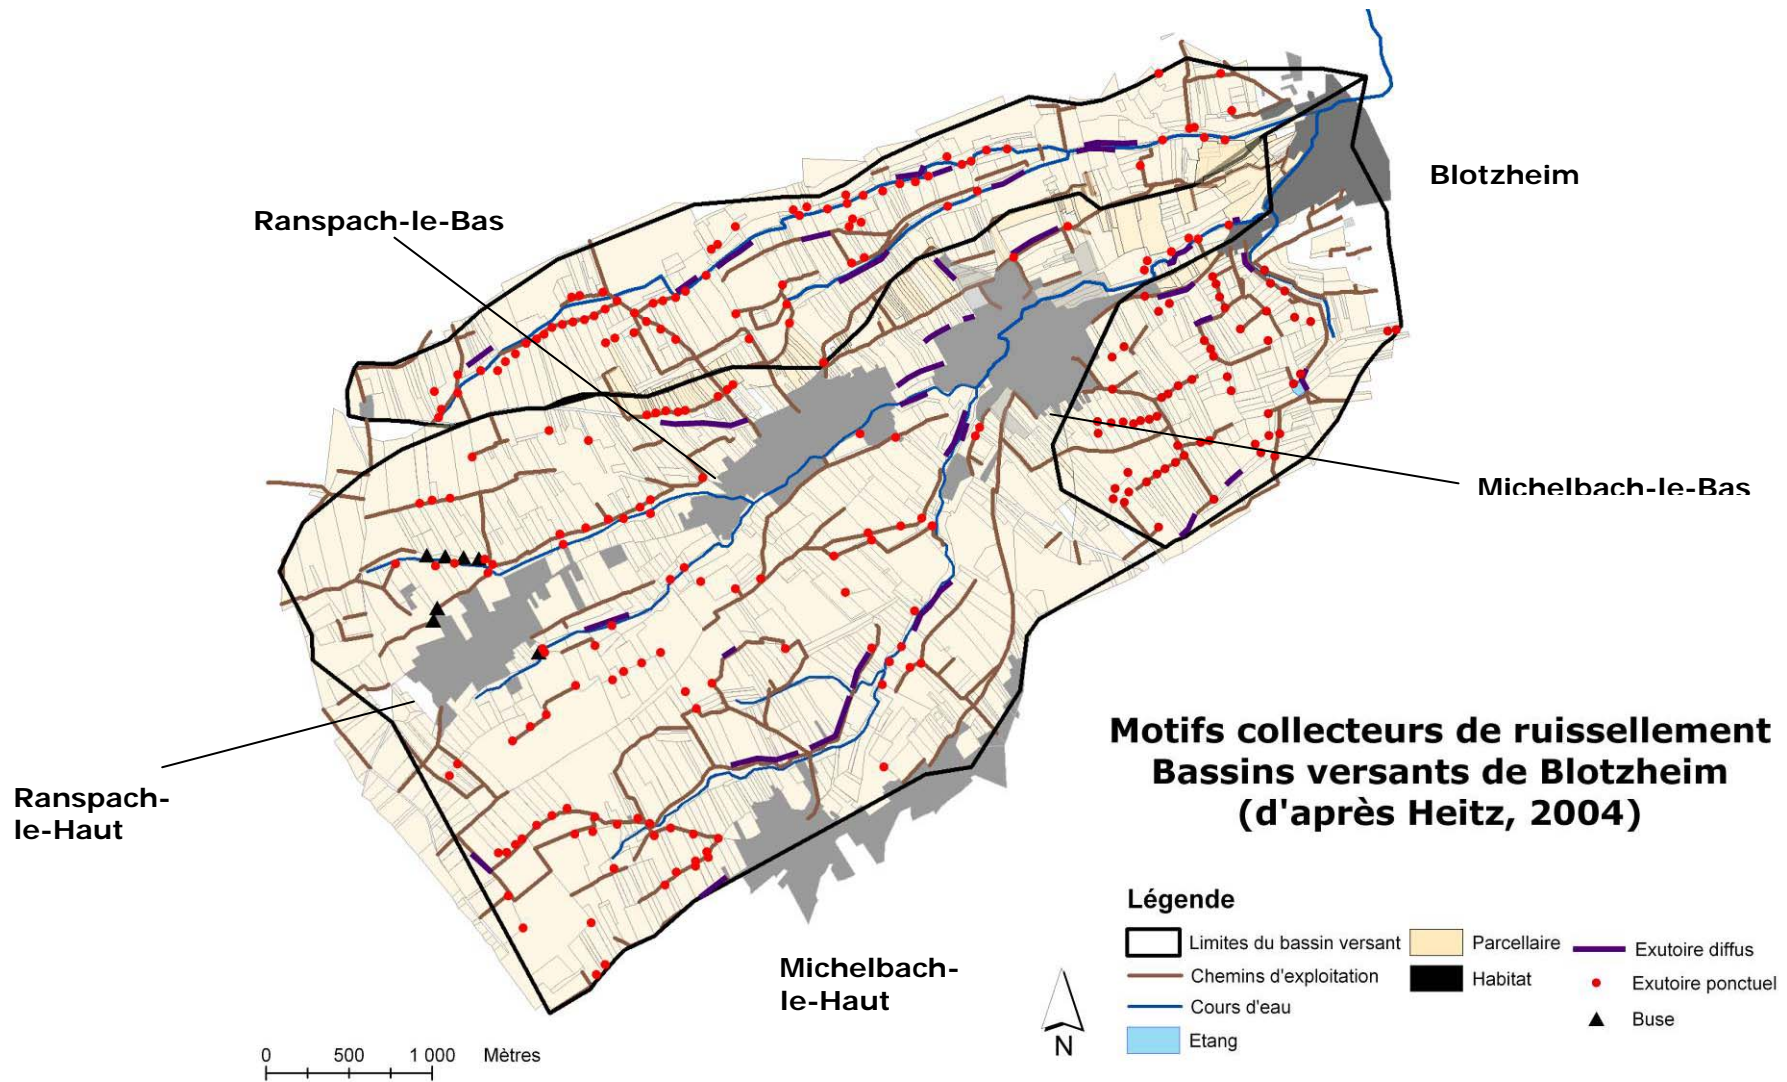 Blotzheim
Ranspach-le-Bas
Michelbach-le-Bas
Ranspach-
le-Haut
Michelbach-
le-Haut
Motifs collecteurs de ruissellement
Bassins versants de Blotzheim
(d'après Heitz, 2004)
Légende
Limites du bassin versant
Chemins d'exploitation
Cours d'eau
Etang
Parcellaire
Habitat
Exutoire diffus
Exutoire ponctuel
Buse
N
0 500 1 000 Mètres